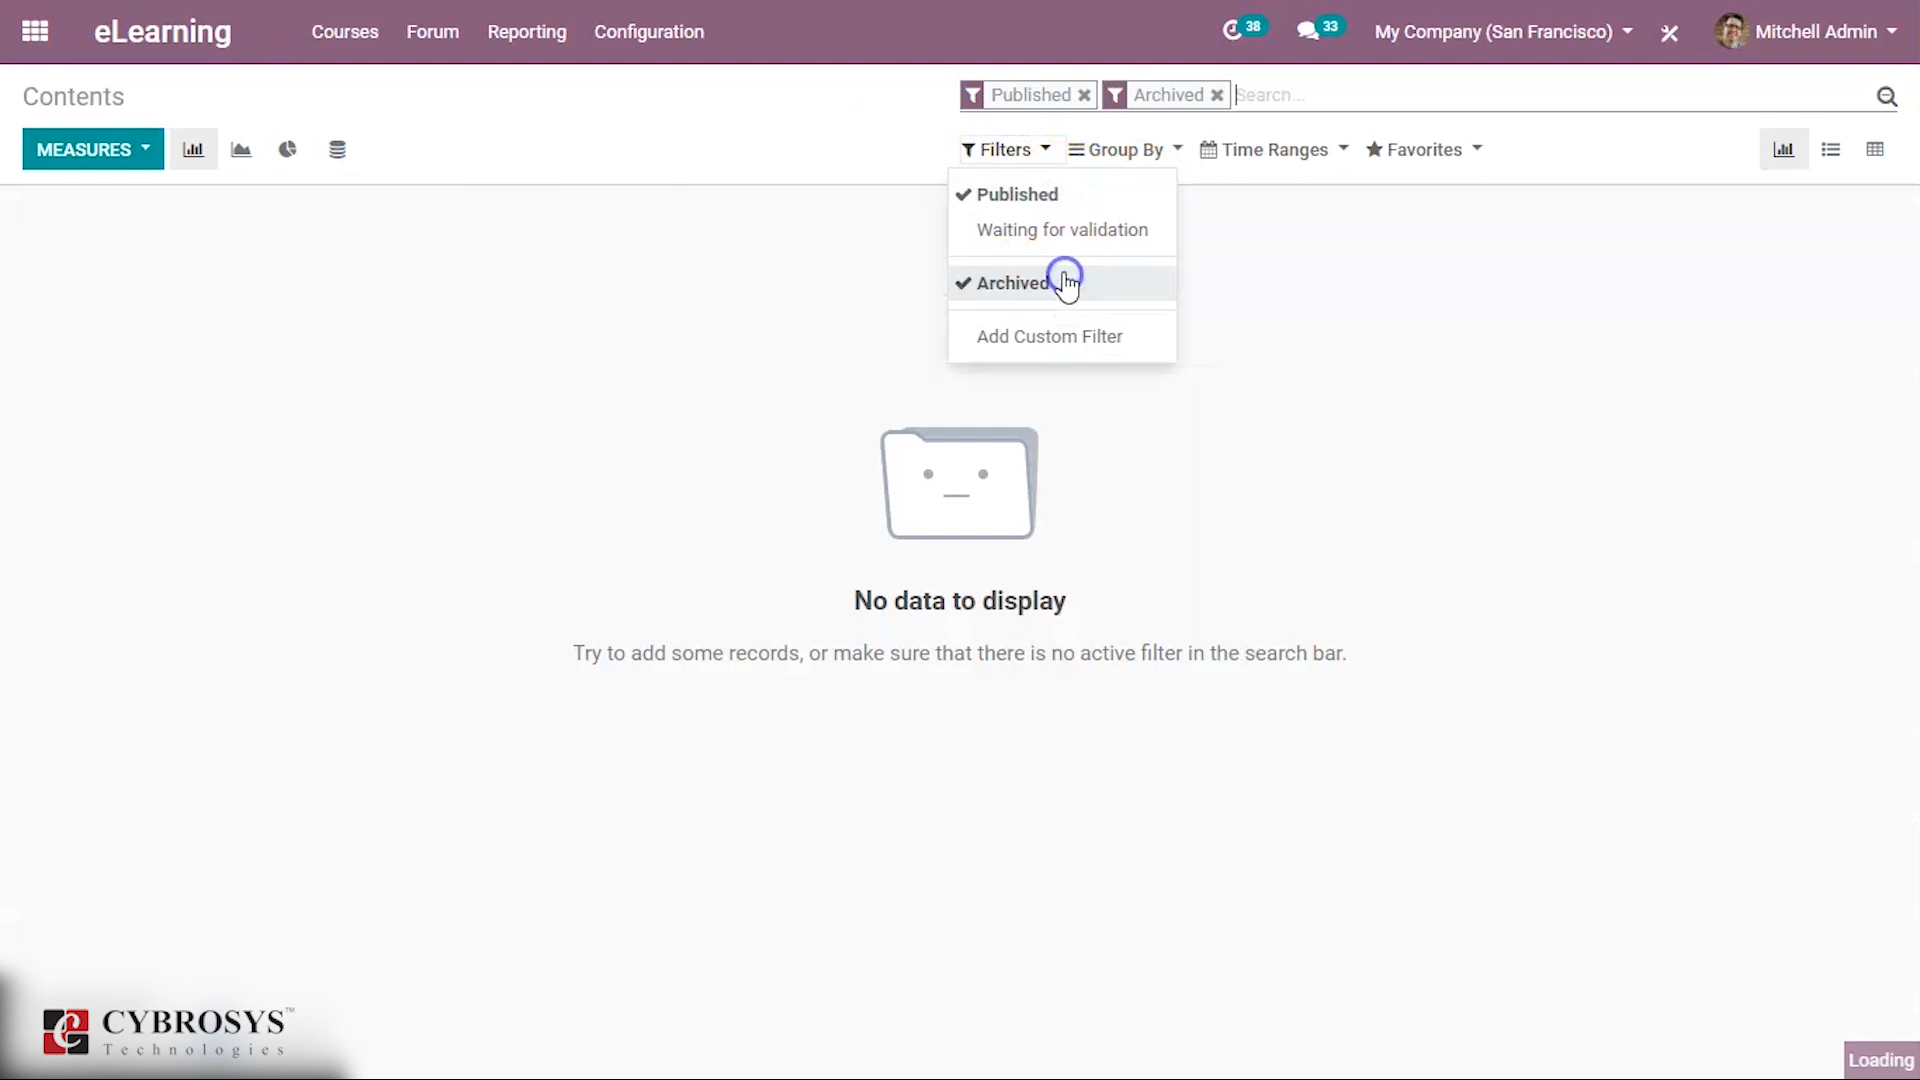 eLearning
Courses
Forum
Reporting
Configuration
38
33
My Company (San Francisco)
Mitchell Admin
Contents
Published
Archived
Search...
MEASURES
Filters
Group By
Time Ranges
Favorites
Published
Waiting for validation
Archived
Add Custom Filter
No data to display
Try to add some records, or make sure that there is no active filter in the search bar.
CYBROSYS™
Technologies
Loading